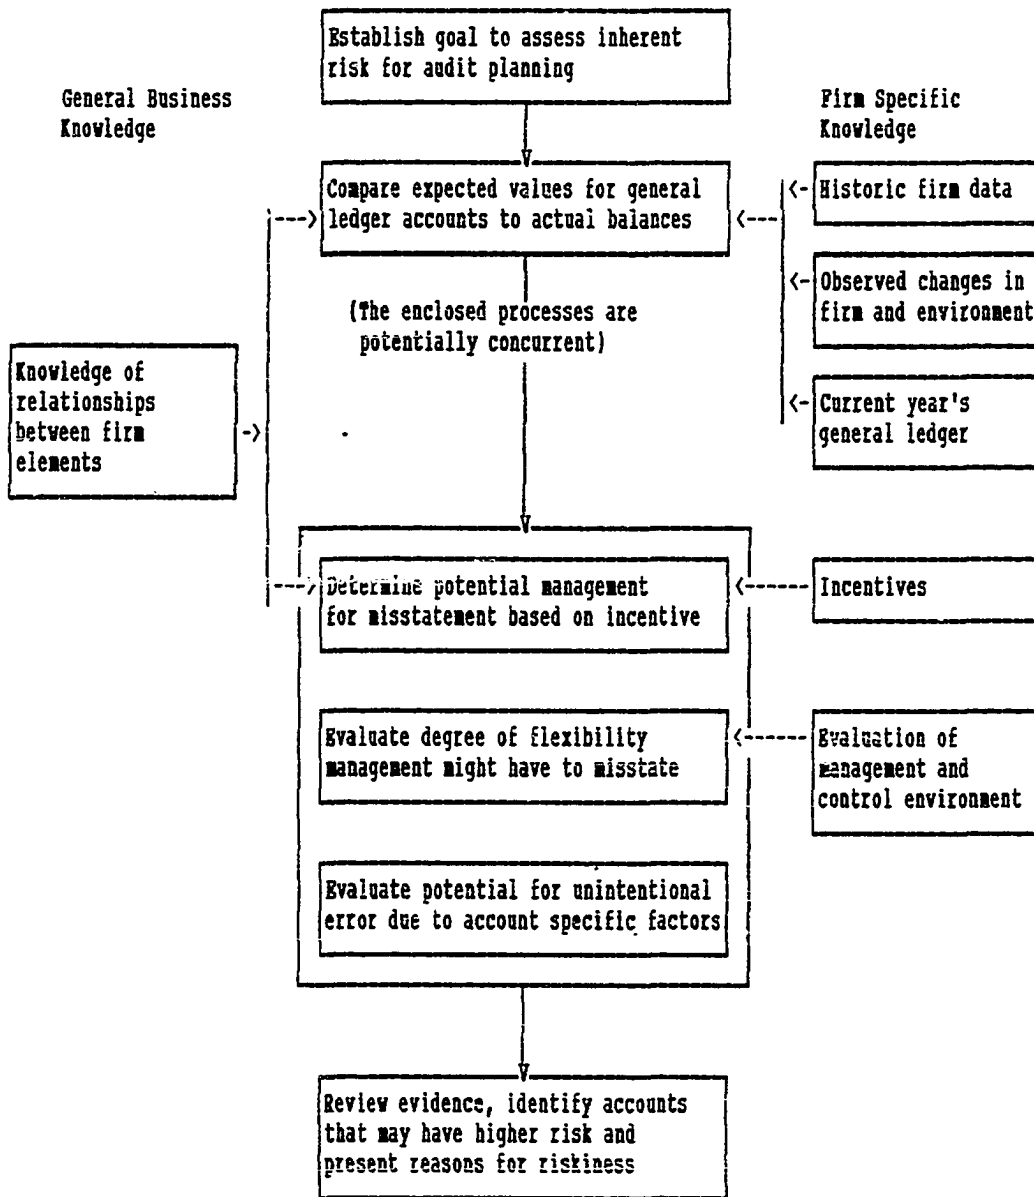 Establish goal to assess inherent
risk for audit planning
General Business
Knowledge
Firm Specific
Knowledge
Compare expected values for general
ledger accounts to actual balances
Historic firm data
Observed changes in
firm and environment
(The enclosed processes are
potentially concurrent)
Knowledge of
relationships
between firm
elements
Current year's
general ledger
Determine potential management
for misstatement based on incentive
Incentives
Evaluate degree of flexibility
management might have to misstate
Evaluation of
management and
control environment
Evaluate potential for unintentional
error due to account specific factors
Review evidence, identify accounts
that may have higher risk and
present reasons for riskiness